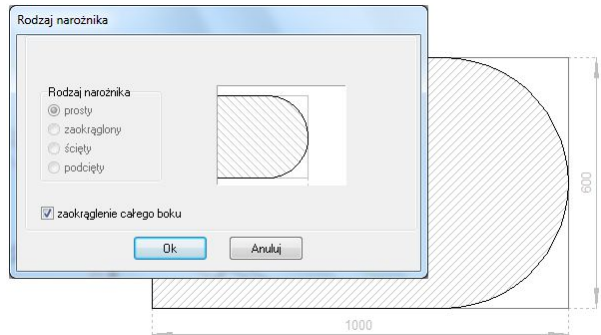 Rodzaj narożnika
Rodzaj narożnika
prosty
zaokrąglony
ścięty
podcięty
zaokrąglenie całego boku
Ok
Anuluj
600
1000